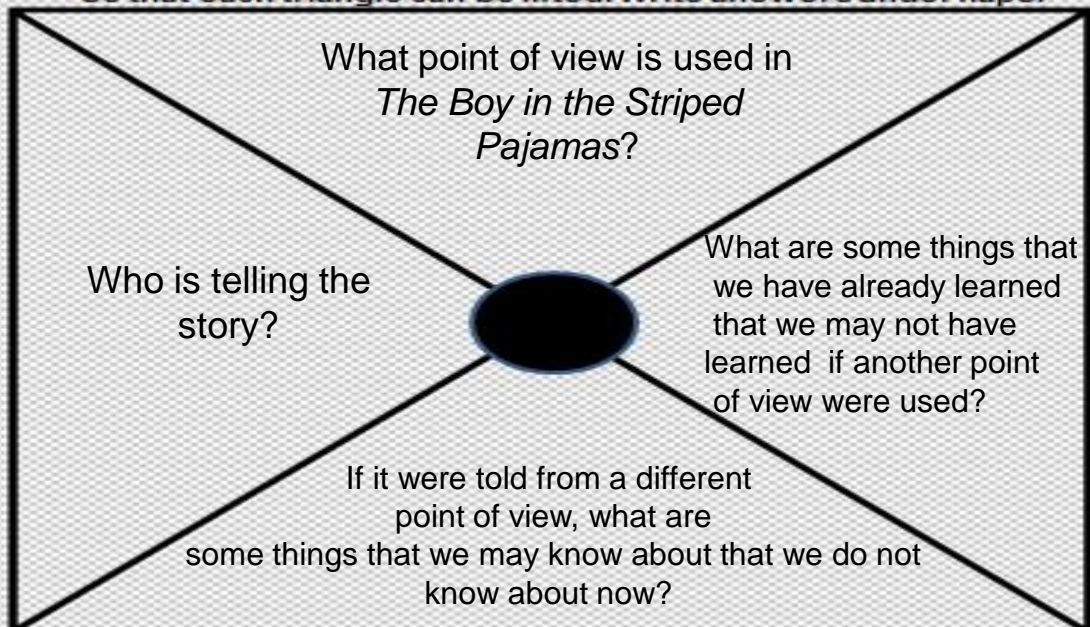 What point of view is used in
The Boy in the Striped
Pajamas?
Who is telling the
story?
What are some things that
we have already learned
that we may not have
learned if another point
of view were used?
If it were told from a different
point of view, what are
some things that we may know about that we do not
know about now?